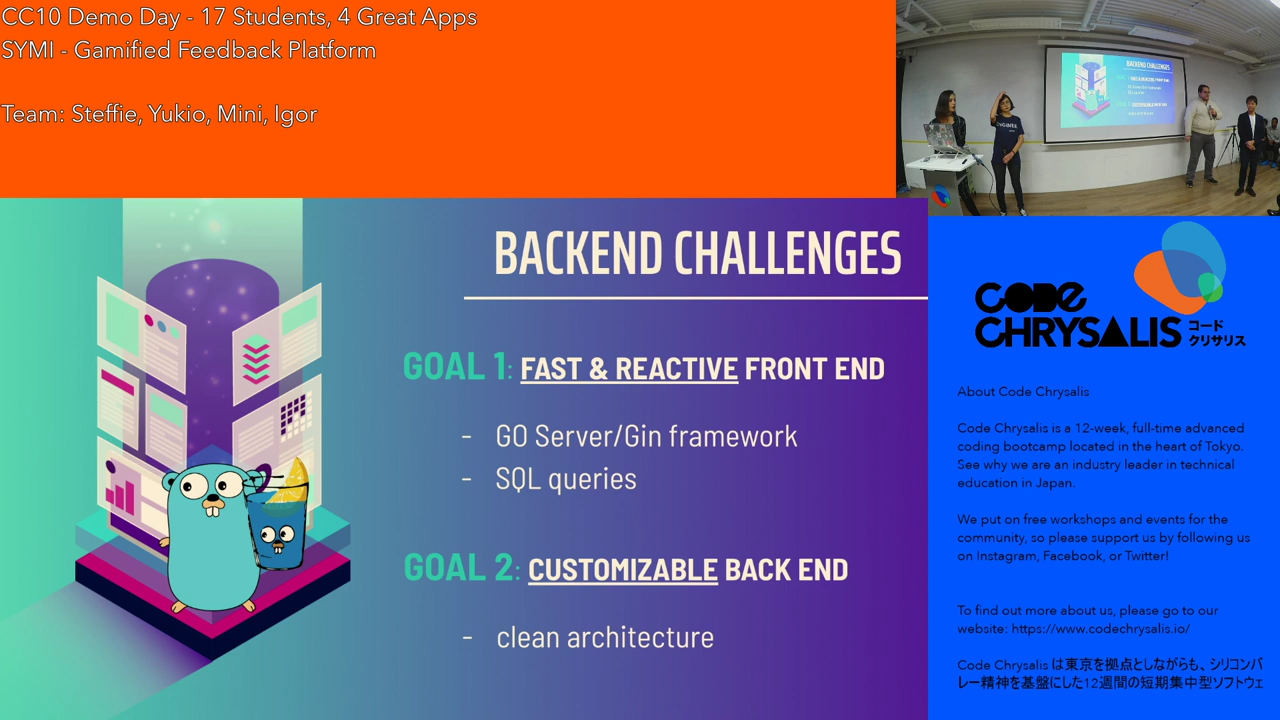 CC10 Demo Day - 17 Students, 4 Great Apps
SYMI - Gamified Feedback Platform
Team: Steffie, Yukio, Mini, Igor
BACKEND CHALLENGES
BACKEND CHALLENGES
GOAL 1: FAST & REACTIVE FRONT END
- GO Server/Gin framework
- SQL queries
GOAL 2: CUSTOMIZABLE BACK END
- clean architecture
CODE
CHRYSALIS
コード
クリサリス
About Code Chrysalis
Code Chrysalis is a 12-week, full-time advanced
coding bootcamp located in the heart of Tokyo.
See why we are an industry leader in technical
education in Japan.
We put on free workshops and events for the
community, so please support us by following us
on Instagram, Facebook, or Twitter!
To find out more about us, please go to our
website: https://www.codechrysalis.io/
Code Chrysalis は東京を拠点としながらも、シリコンバ
レー精神を基盤にした12週間の短期集中型ソフトウェ